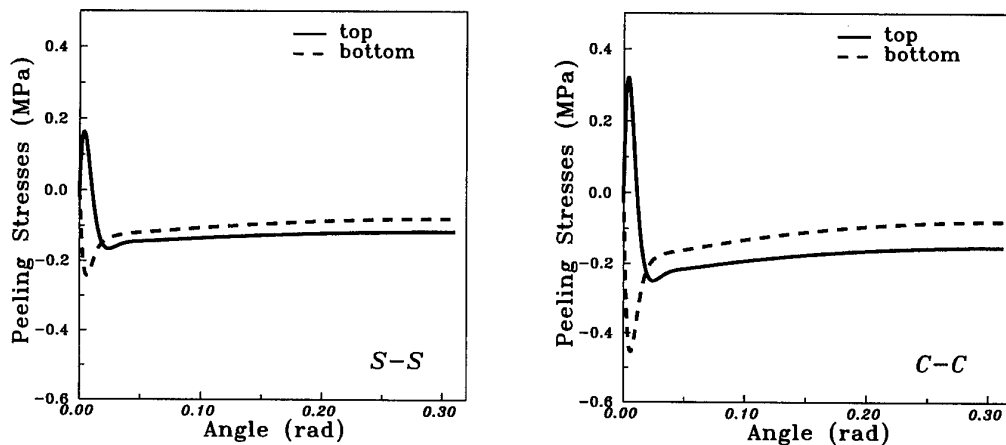 top
bottom
Peeling Stresses (MPa)
0.4
0.2
0.0
-0.2
-0.4
-0.6
S-S
0.00
0.10
0.20
0.30
Angle (rad)
top
bottom
Peeling Stresses (MPa)
0.4
0.2
0.0
-0.2
-0.4
-0.6
C-C
0.00
0.10
0.20
0.30
Angle (rad)